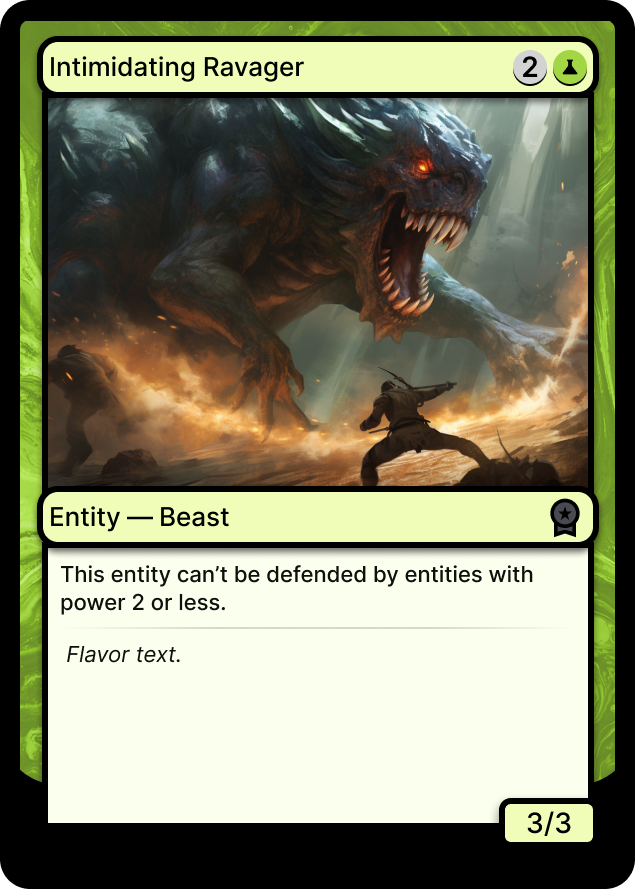 Intimidating Ravager
2
Entity — Beast
This entity can’t be defended by entities with
power 2 or less.
Flavor text.
3/3